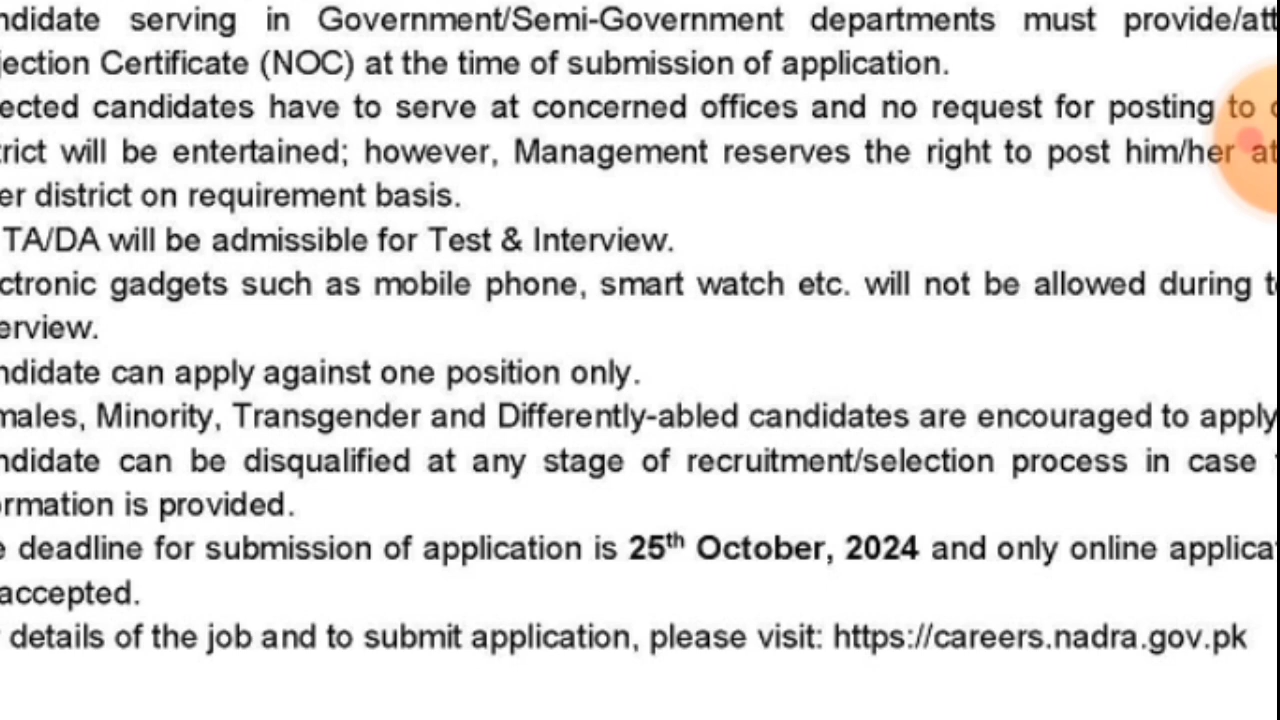 ndidate serving in Government/Semi-Government departments must provide/att
jection Certificate (NOC) at the time of submission of application.
ected candidates have to serve at concerned offices and no request for posting to
rict will be entertained; however, Management reserves the right to post him/her at
er district on requirement basis.
TA/DA will be admissible for Test & Interview.
ctronic gadgets such as mobile phone, smart watch etc. will not be allowed during t
erview.
ndidate can apply against one position only.
males, Minority, Transgender and Differently-abled candidates are encouraged to apply
ndidate can be disqualified at any stage of recruitment/selection process in case
ormation is provided.
e deadline for submission of application is 25th October, 2024 and only online applica
accepted.
details of the job and to submit application, please visit: https://careers.nadra.gov.pk